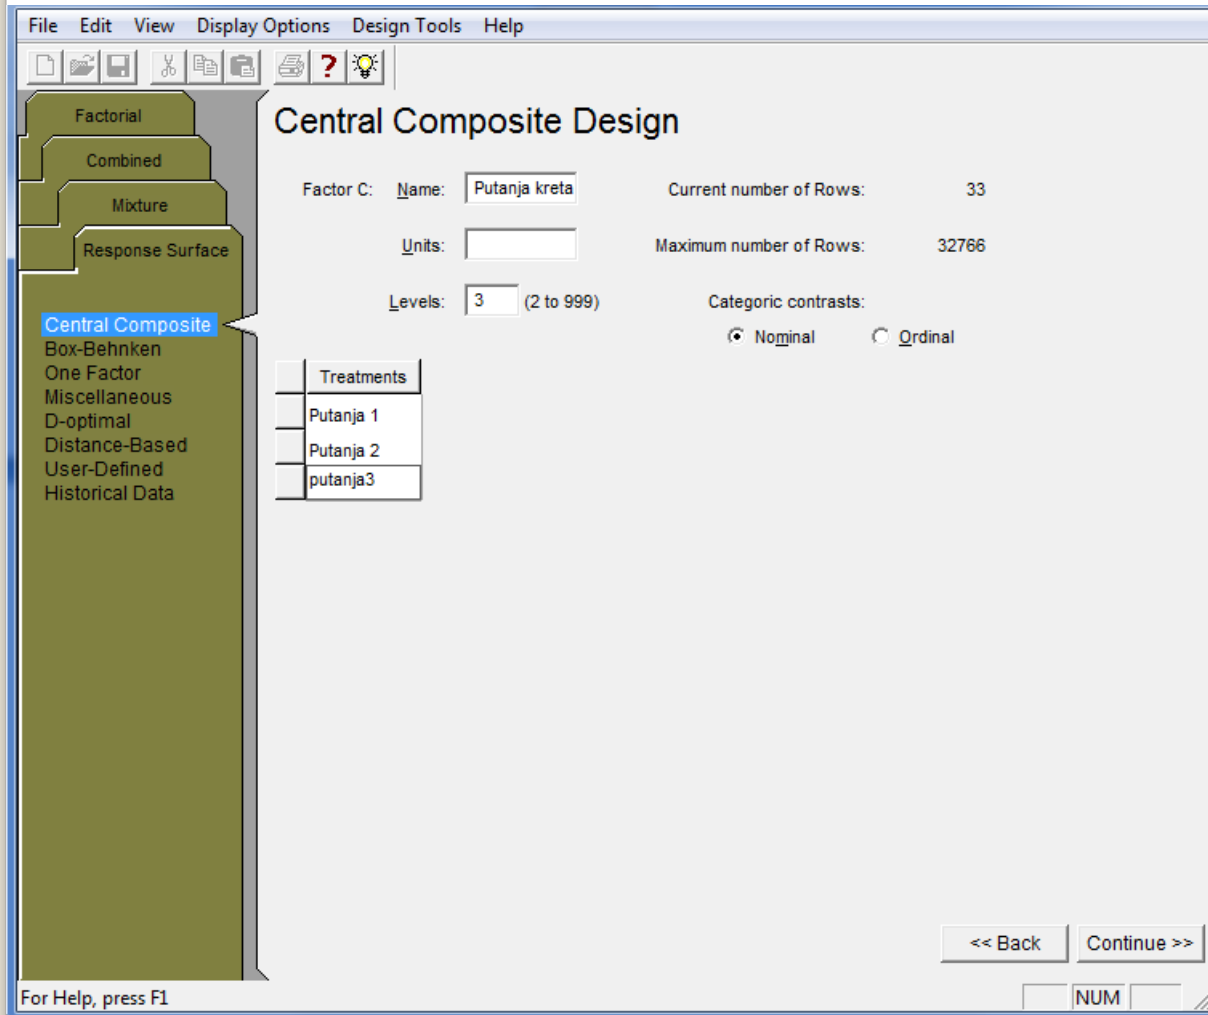 File Edit View Display Options Design Tools Help
?
Factorial
Combined
Mixture
Response Surface
Central Composite
Box-Behnken
One Factor
Miscellaneous
D-optimal
Distance-Based
User-Defined
Historical Data
Central Composite Design
Factor C: Name: Putanja kreta Current number of Rows: 33
Units: Maximum number of Rows: 32766
Levels: 3 (2 to 999) Categoric contrasts:
Nominal Ordinal
Treatments
Putanja 1
Putanja 2
putanja3
<< Back Continue >>
For Help, press F1 NUM